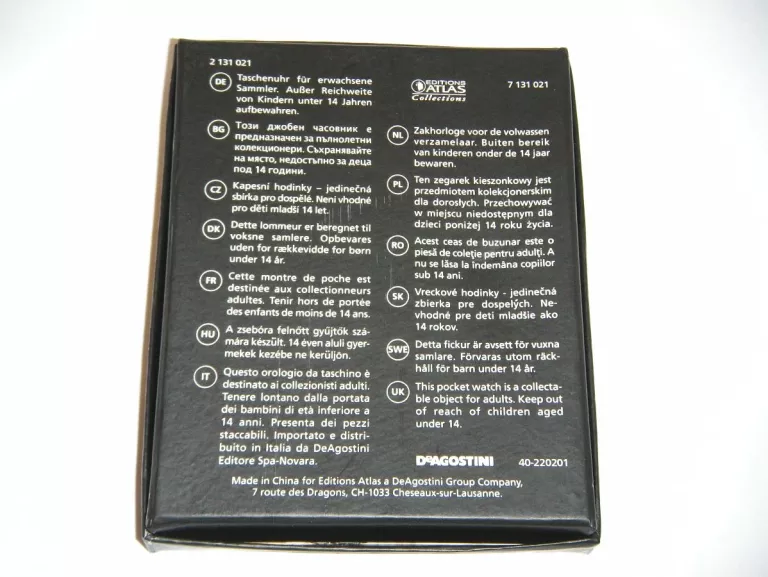 2 131 021
DE Taschenuhr für erwachsene
Sammler. Außer Reichweite
von Kindern unter 14 Jahren
aufbewahren.
BG Този джобен часовник е
предназначен за пълнолетни
колекционери. Съхранявайте
на място, недостъпно за деца
под 14 години.
CZ Kapesní hodinky – jedinečná
sbírka pro dospělé. Není vhodné
pro děti mladší 14 let.
DK Dette lommeur er beregnet til
voksne samlere. Opbevares
uden for rækkevidde for børn
under 14 år.
FR Cette montre de poche est
destinée aux collectionneurs
adultes. Tenir hors de portée
des enfants de moins de 14 ans.
HU A zsebóra felnőtt gyűjtők szá-
mára készült. 14 éven aluli gyer-
mekek kezébe ne kerüljön.
IT Questo orologio da taschino è
destinato ai collezionisti adulti.
Tenere lontano dalla portata
dei bambini di età inferiore a
14 anni. Presenta dei pezzi
staccabili. Importato e distri-
buito in Italia da DeAgostini
Editore Spa-Novara.
EDITIONS
ATLAS
Collections
7 131 021
NL Zakhorloge voor de volwassen
verzamelaar. Buiten bereik
van kinderen onder de 14 jaar
bewaren.
PL Ten zegarek kieszonkowy jest
przedmiotem kolekcjonerskim
dla dorosłych. Przechowywać
w miejscu niedostępnym dla
dzieci poniżej 14 roku życia.
RO Acest ceas de buzunar este o
piesă de coleție pentru adulți. A
nu se lăsa la îndemâna copiilor
sub 14 ani.
SK Vreckové hodinky - jedinečná
zbierka pre dospelých. Ne-
vhodné pre deti mladšie ako
14 rokov.
SWE Detta fickur är avsett för vuxna
samlare. Förvaras utom räck-
håll för barn under 14 år.
UK This pocket watch is a collecta-
ble object for adults. Keep out
of reach of children aged
under 14.
DeAGOSTINI
40-220201
Made in China for Editions Atlas a DeAgostini Group Company,
7 route des Dragons, CH-1033 Cheseaux-sur-Lausanne.